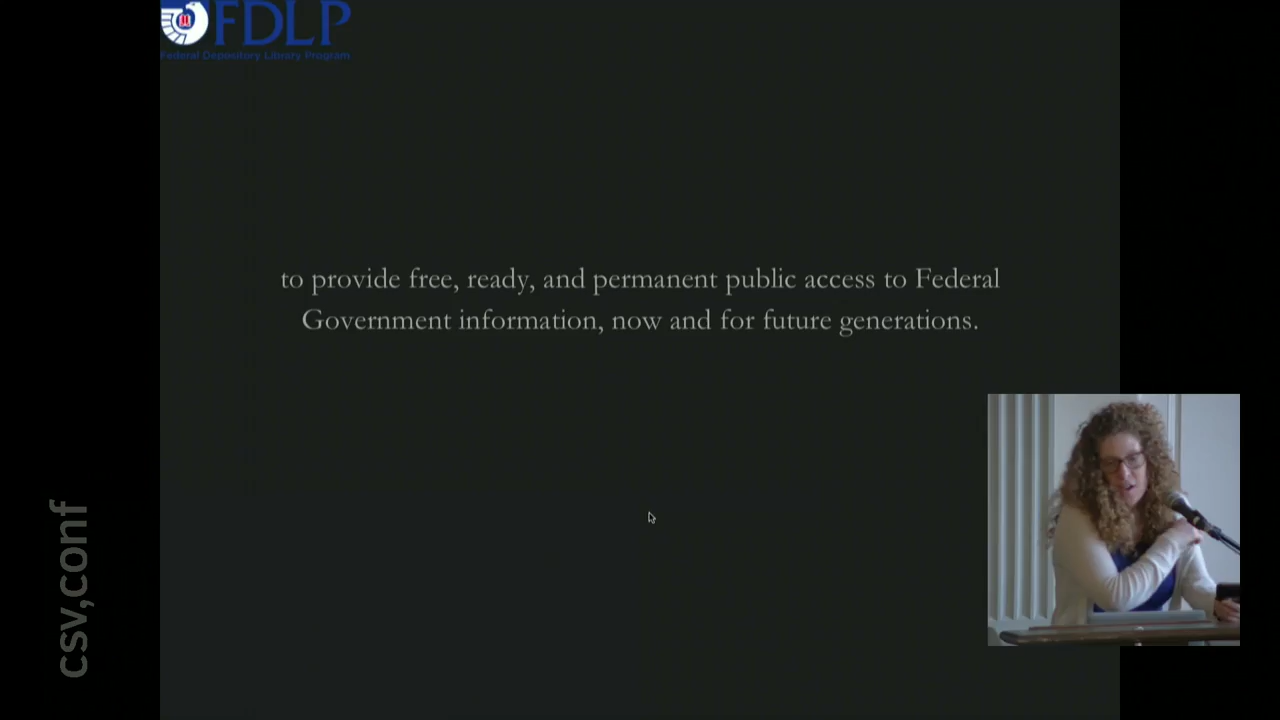 FDLP
Federal Depository Library Program
to provide free, ready, and permanent public access to Federal
Government information, now and for future generations.
csv,conf